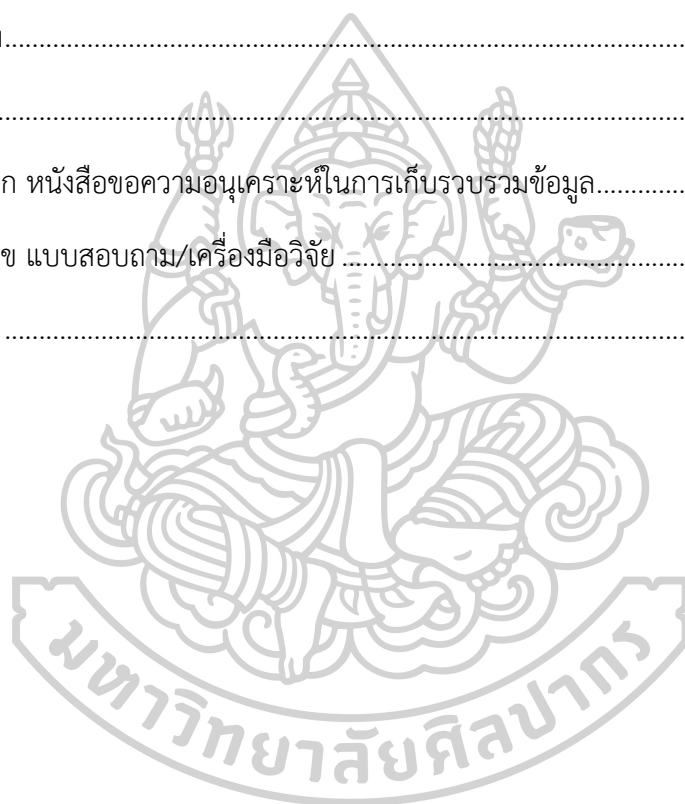 ....................................................................................................
....................................................................................................
ก หนังสือขอความอนุเคราะห์ในการเก็บรวบรวมข้อมูล.............
ข แบบสอบถาม/เครื่องมือวิจัย ..................................................
....................................................................................................
มหาวิทยาลัยศิลปากร